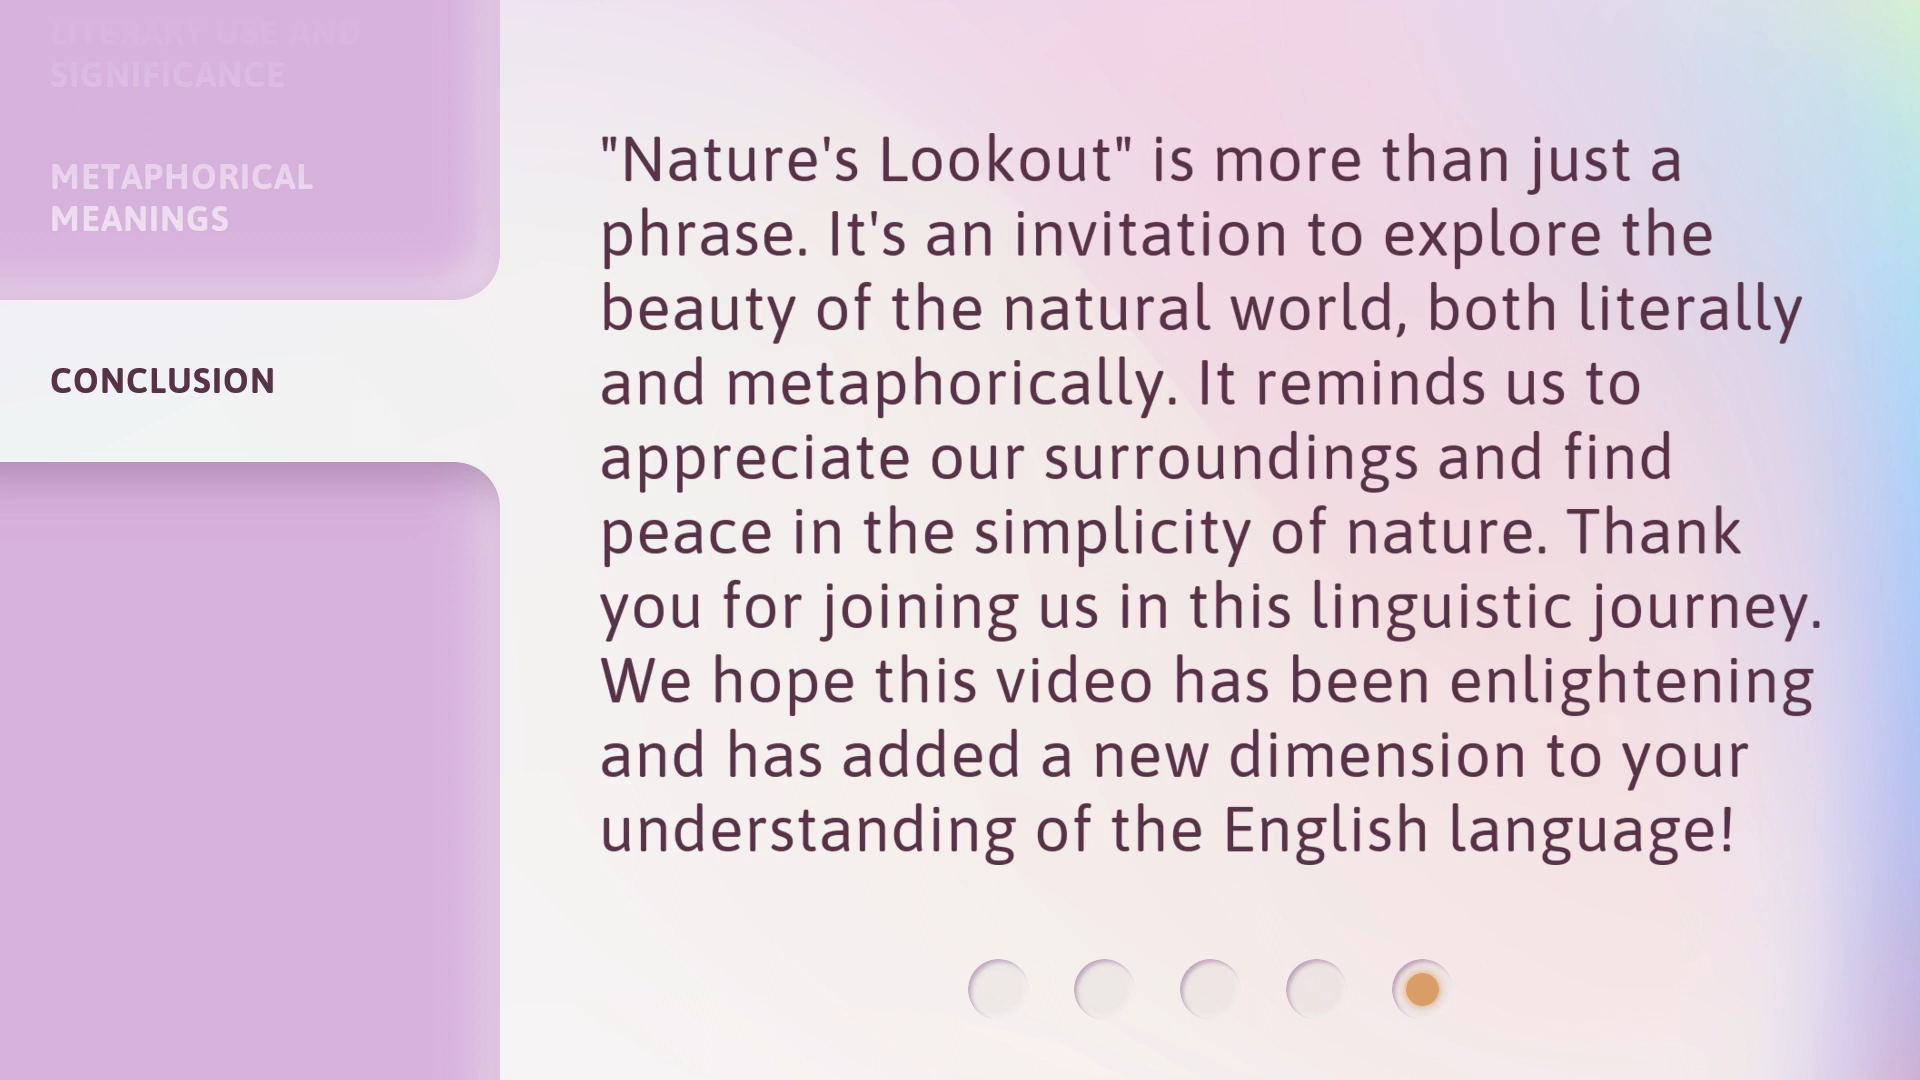 LITERARY USE AND
SIGNIFICANCE
METAPHORICAL
MEANINGS
CONCLUSION
"Nature's Lookout" is more than just a
phrase. It's an invitation to explore the
beauty of the natural world, both literally
and metaphorically. It reminds us to
appreciate our surroundings and find
peace in the simplicity of nature. Thank
you for joining us in this linguistic journey.
We hope this video has been enlightening
and has added a new dimension to your
understanding of the English language!